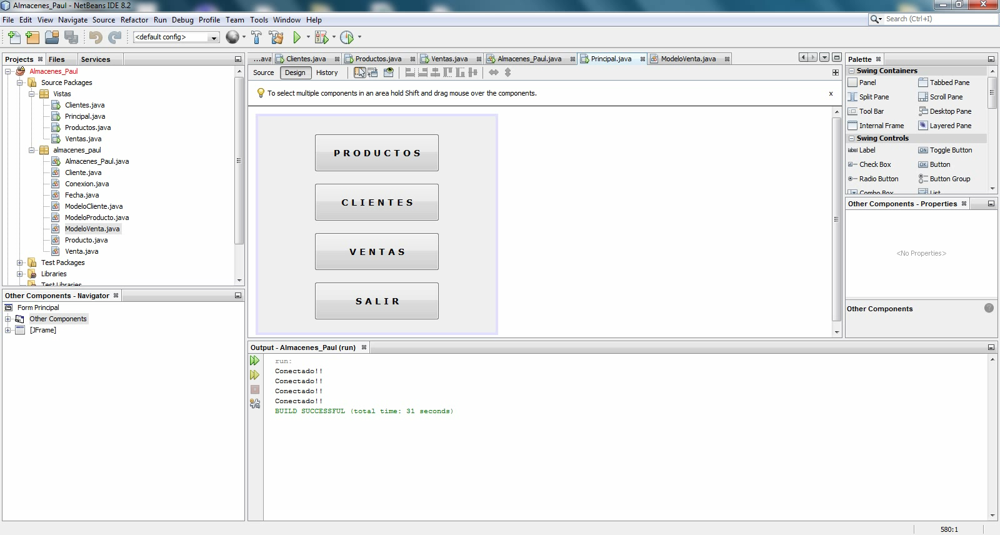 Almacenes_Paul - NetBeans IDE 8.2
File Edit View Navigate Source Refactor Run Debug Profile Team Tools Window Help
Search (Ctrl+I)
<default config>
Projects Files Services
Almacenes_Paul
Source Packages
Vistas
Clientes.java
Principal.java
Productos.java
Ventas.java
almacenes_paul
Almacenes_Paul.java
Cliente.java
Conexion.java
Fecha.java
ModeloCliente.java
ModeloProducto.java
ModeloVenta.java
Producto.java
Venta.java
Test Packages
Libraries
Test Libraries
Other Components - Navigator
Form Principal
Other Components
[JFrame]
...ava Clientes.java Productos.java Ventas.java Almacenes_Paul.java Principal.java ModeloVenta.java
Source Design History
To select multiple components in an area hold Shift and drag mouse over the components.
x
P R O D U C T O S
C L I E N T E S
V E N T A S
S A L I R
Output - Almacenes_Paul (run)
run:
Conectado!!
Conectado!!
Conectado!!
Conectado!!
BUILD SUCCESSFUL (total time: 31 seconds)
Palette
Swing Containers
Panel Tabbed Pane
Split Pane Scroll Pane
Tool Bar Desktop Pane
Internal Frame Layered Pane
Swing Controls
label Label ON Toggle Button
Check Box OK Button
Radio Button Button Group
Combo Box List
Other Components - Properties
<No Properties>
Other Components
580:1